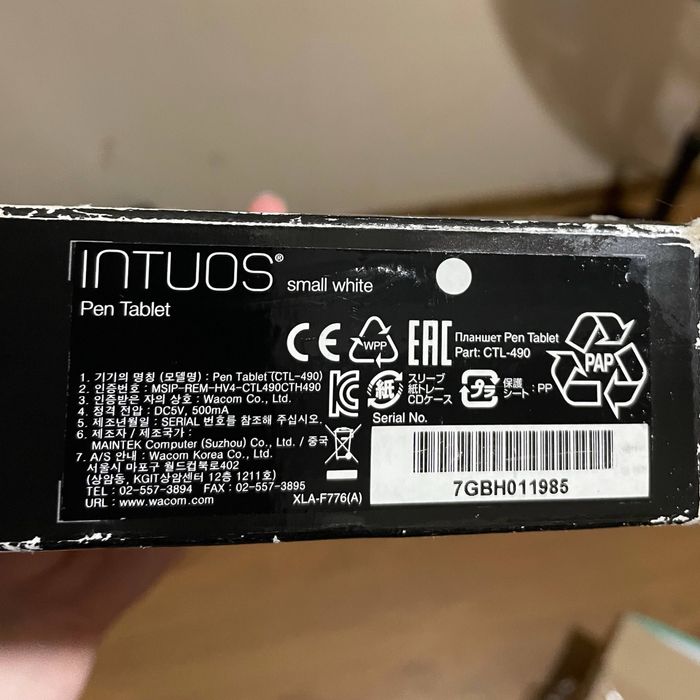 INTUOS® small white
Pen Tablet
CE
WPP
EAC
Планшет Pen Tablet
Part: CTL-490
PAP
1. 기기의 명칭 (모델명) : Pen Tablet (CTL-490)
2. 인증번호 : MSIP-REM-HV4-CTL490CTH490
3. 인증받은 자의 상호 : Wacom Co., Ltd.
4. 정격 전압 : DC5V, 500mA
5. 제조년월일 : SERIAL 번호를 참조해 주십시오.
6. 제조자 / 제조국가 :
MAINTEK Computer (Suzhou) Co., Ltd. / 중국
7. A/S 안내 : Wacom Korea Co., Ltd.
서울시 마포구 월드컵북로402
(상암동, KGIT상암센터 12층 1211호)
TEL : 02-557-3894 FAX : 02-557-3895
URL : www.wacom.com
紙
スリーブ
紙トレー
CDケース
プラ
保護
シート : PP
Serial No.
7GBH011985
XLA-F776(A)